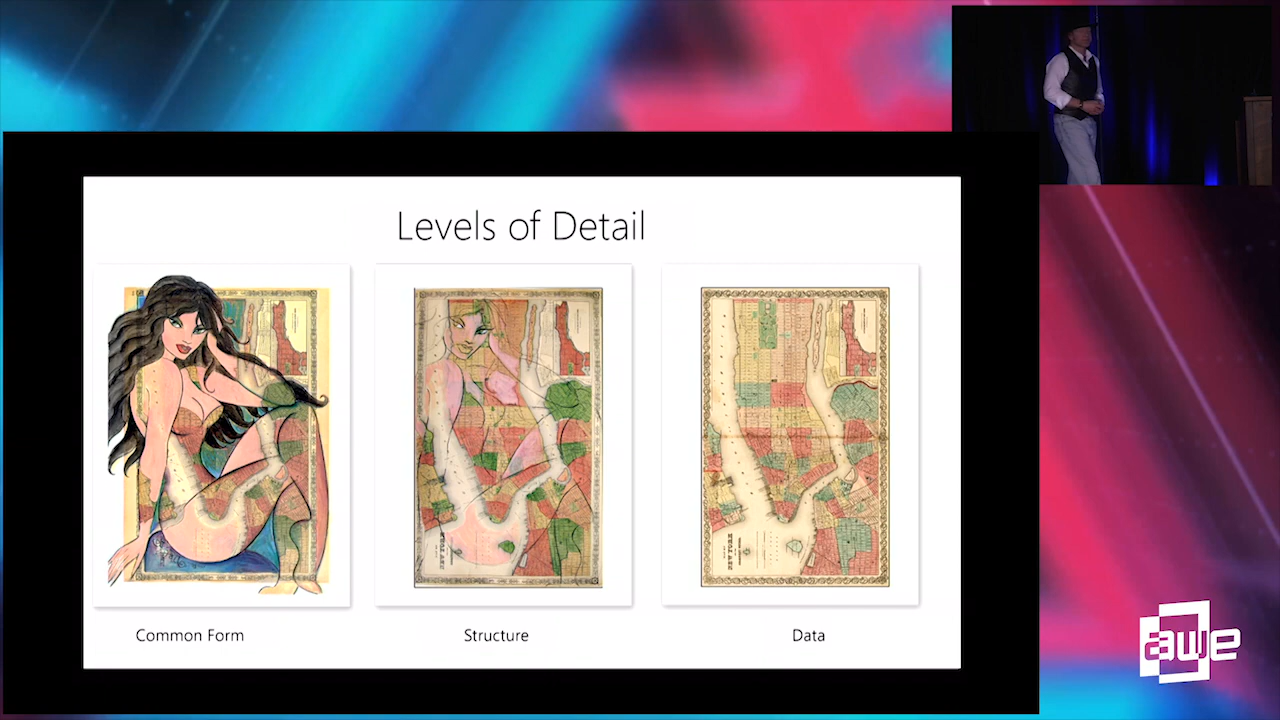 Levels of Detail
Common Form
Structure
Data
awe